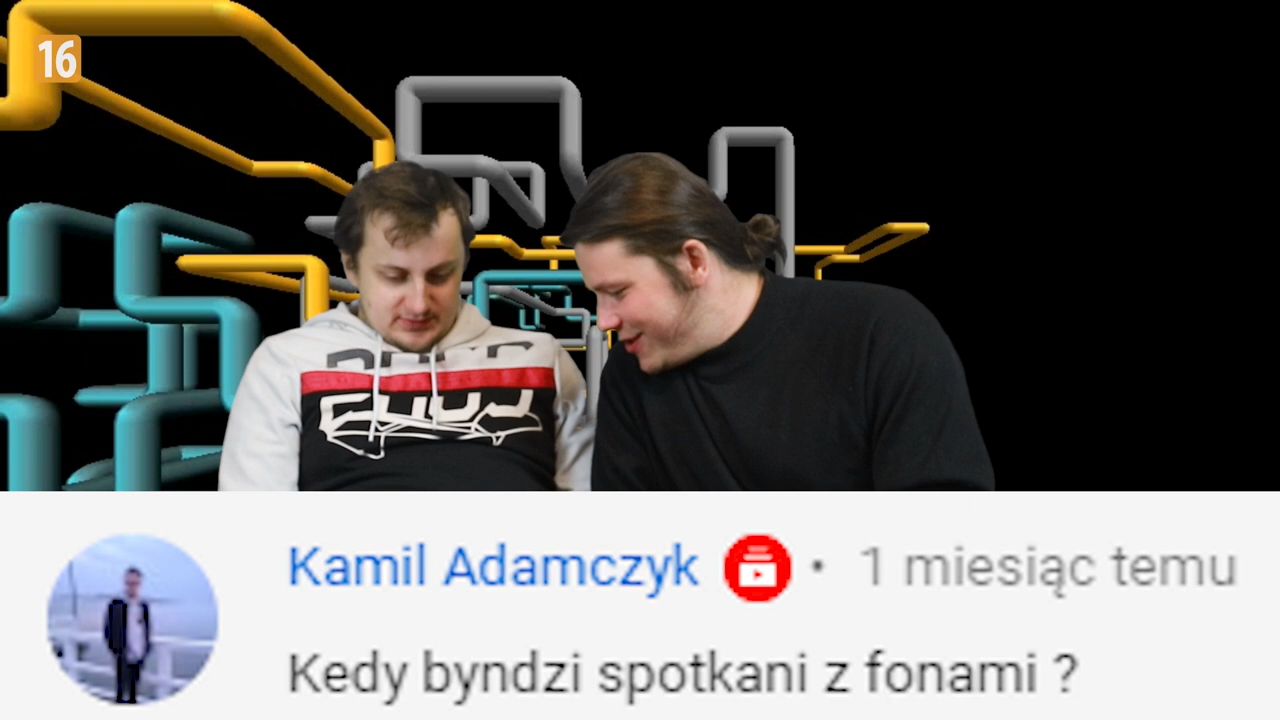 16
Kamil Adamczyk • 1 miesiąc temu
Kedy byndzi spotkani z fonami ?